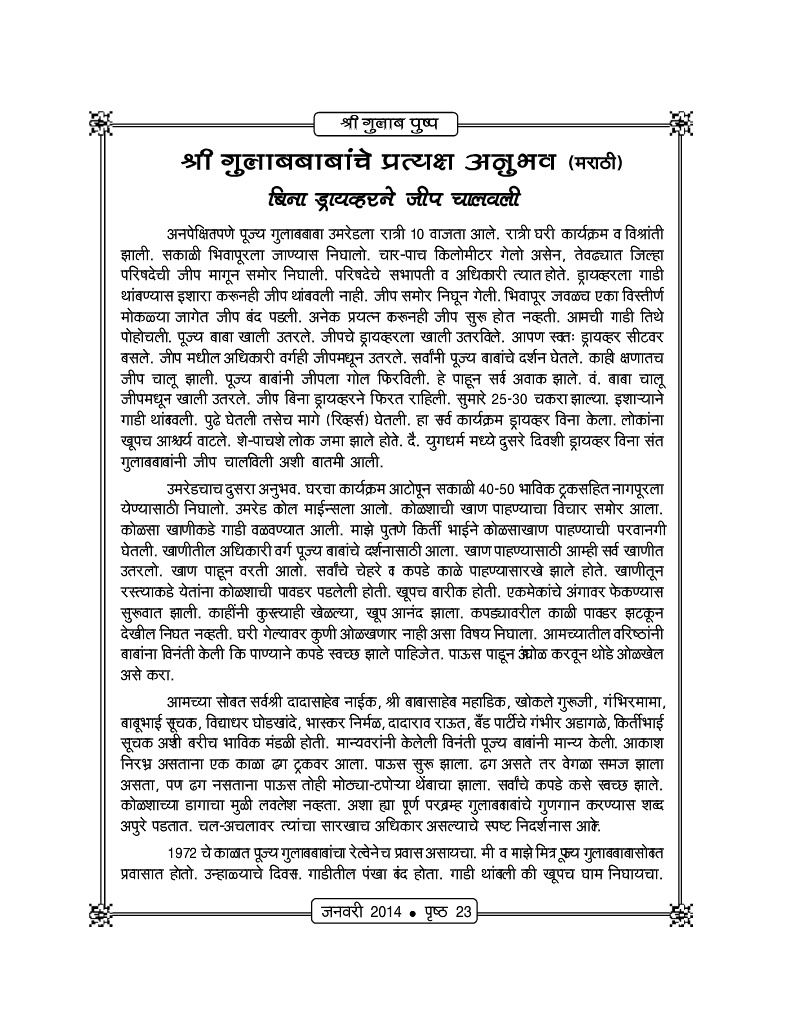 श्री गुलाब पुष्प
श्री गुलाबबाबांचे प्रत्यक्ष अनुभव (मराठी)
बिना ड्रायव्हरने जीप चालवली
अनपेक्षितपणे पूज्य गुलाबबाबा उमरेडला रात्री 10 वाजता आले. रात्री घरी कार्यक्रम व विश्रांती
झाली. सकाळी भिवापूरला जाण्यास निघालो. चार-पाच किलोमीटर गेलो असेन, तेवढ्यात जिल्हा
परिषदेची जीप मागून समोर निघाली. परिषदेचे सभापती व अधिकारी त्यात होते. ड्रायव्हरला गाडी
थांबण्यास इशारा करूनही जीप थांबवली नाही. जीप समोर निघून गेली. भिवापूर जवळच एका विस्तीर्ण
मोकळ्या जागेत जीप बंद पडली. अनेक प्रयत्न करूनही जीप सुरू होत नव्हती. आमची गाडी तिथे
पोहोचली. पूज्य बाबा खाली उतरले. जीपचे ड्रायव्हरला खाली उतरविले. आपण स्वतः ड्रायव्हर सीटवर
बसले. जीप मधील अधिकारी वर्गही जीपमधून उतरले. सर्वांनी पूज्य बाबांचे दर्शन घेतले. काही क्षणातच
जीप चालू झाली. पूज्य बाबांनी जीपला गोल फिरविली. हे पाहून सर्व अवाक झाले. वं. बाबा चालू
जीपमधून खाली उतरले. जीप बिना ड्रायव्हरने फिरत राहिली. सुमारे 25-30 चकरा झाल्या. इशाऱ्याने
गाडी थांबवली. पुढे घेतली तसेच मागे (रिव्हर्स) घेतली. हा सर्व कार्यक्रम ड्रायव्हर विना केला. लोकांना
खूपच आश्चर्य वाटले. शे-पाचशे लोक जमा झाले होते. दै. युगधर्म मध्ये दुसरे दिवशी ड्रायव्हर विना संत
गुलाबबाबांनी जीप चालविली अशी बातमी आली.
उमरेडचाच दुसरा अनुभव. घरचा कार्यक्रम आटोपून सकाळी 40-50 भाविक ट्रकसहित नागपूरला
येण्यासाठी निघालो. उमरेड कोल माईन्सला आलो. कोळशाची खाण पाहण्याचा विचार समोर आला.
कोळसा खाणीकडे गाडी वळवण्यात आली. माझे पुतणे किर्ती भाईने कोळसाखाण पाहण्याची परवानगी
घेतली. खाणीतील अधिकारी वर्ग पूज्य बाबांचे दर्शनासाठी आला. खाण पाहण्यासाठी आम्ही सर्व खाणीत
उतरलो. खाण पाहून वरती आलो. सर्वांचे चेहरे व कपडे काळे पाहण्यासारखे झाले होते. खाणीतून
रस्त्याकडे येतांना कोळशाची पावडर पडलेली होती. खूपच बारीक होती. एकमेकांचे अंगावर फेकण्यास
सुरूवात झाली. काहींनी कुस्त्याही खेळल्या, खूप आनंद झाला. कपड्यावरील काळी पावडर झटकून
देखील निघत नव्हती. घरी गेल्यावर कुणी ओळखणार नाही असा विषय निघाला. आमच्यातील वरिष्ठांनी
बाबांना विनंती केली कि पाण्याने कपडे स्वच्छ झाले पाहिजेत. पाऊस पाडून अंघोळ करवून थोडे ओळखेल
असे करा.
आमच्या सोबत सर्वश्री दादासाहेब नाईक, श्री बाबासाहेब महाडिक, खोकले गुरूजी, गंभिरमामा,
बाबूभाई सूचक, विद्याधर घोडखांदे, भास्कर निर्मळ, दादाराव राऊत, बँड पार्टीचे गंभीर अडागळे, किर्तीभाई
सूचक अशी बरीच भाविक मंडळी होती. मान्यवरांनी केलेली विनंती पूज्य बाबांनी मान्य केली. आकाश
निरभ्र असताना एक काळा ढग ट्रकवर आला. पाऊस सुरू झाला. ढग असते तर वेगळा समज झाला
असता, पण ढग नसताना पाऊस तोही मोठ्या-टपोऱ्या थेंबाचा झाला. सर्वांचे कपडे कसे स्वच्छ झाले.
कोळशाच्या डागाचा मुळी लवलेश नव्हता. अशा ह्या पूर्ण परब्रम्ह गुलाबबाबांचे गुणगान करण्यास शब्द
अपुरे पडतात. चल-अचलावर त्यांचा सारखाच अधिकार असल्याचे स्पष्ट निदर्शनास आले.
1972 चे काळात पूज्य गुलाबबाबांचा रेल्वेनेच प्रवास असायचा. मी व माझे मित्र पूज्य गुलाबबाबासोबत
प्रवासात होतो. उन्हाळ्याचे दिवस. गाडीतील पंखा बंद होता. गाडी थांबली की खूपच घाम निघायचा.
जनवरी 2014 ● पृष्ठ 23